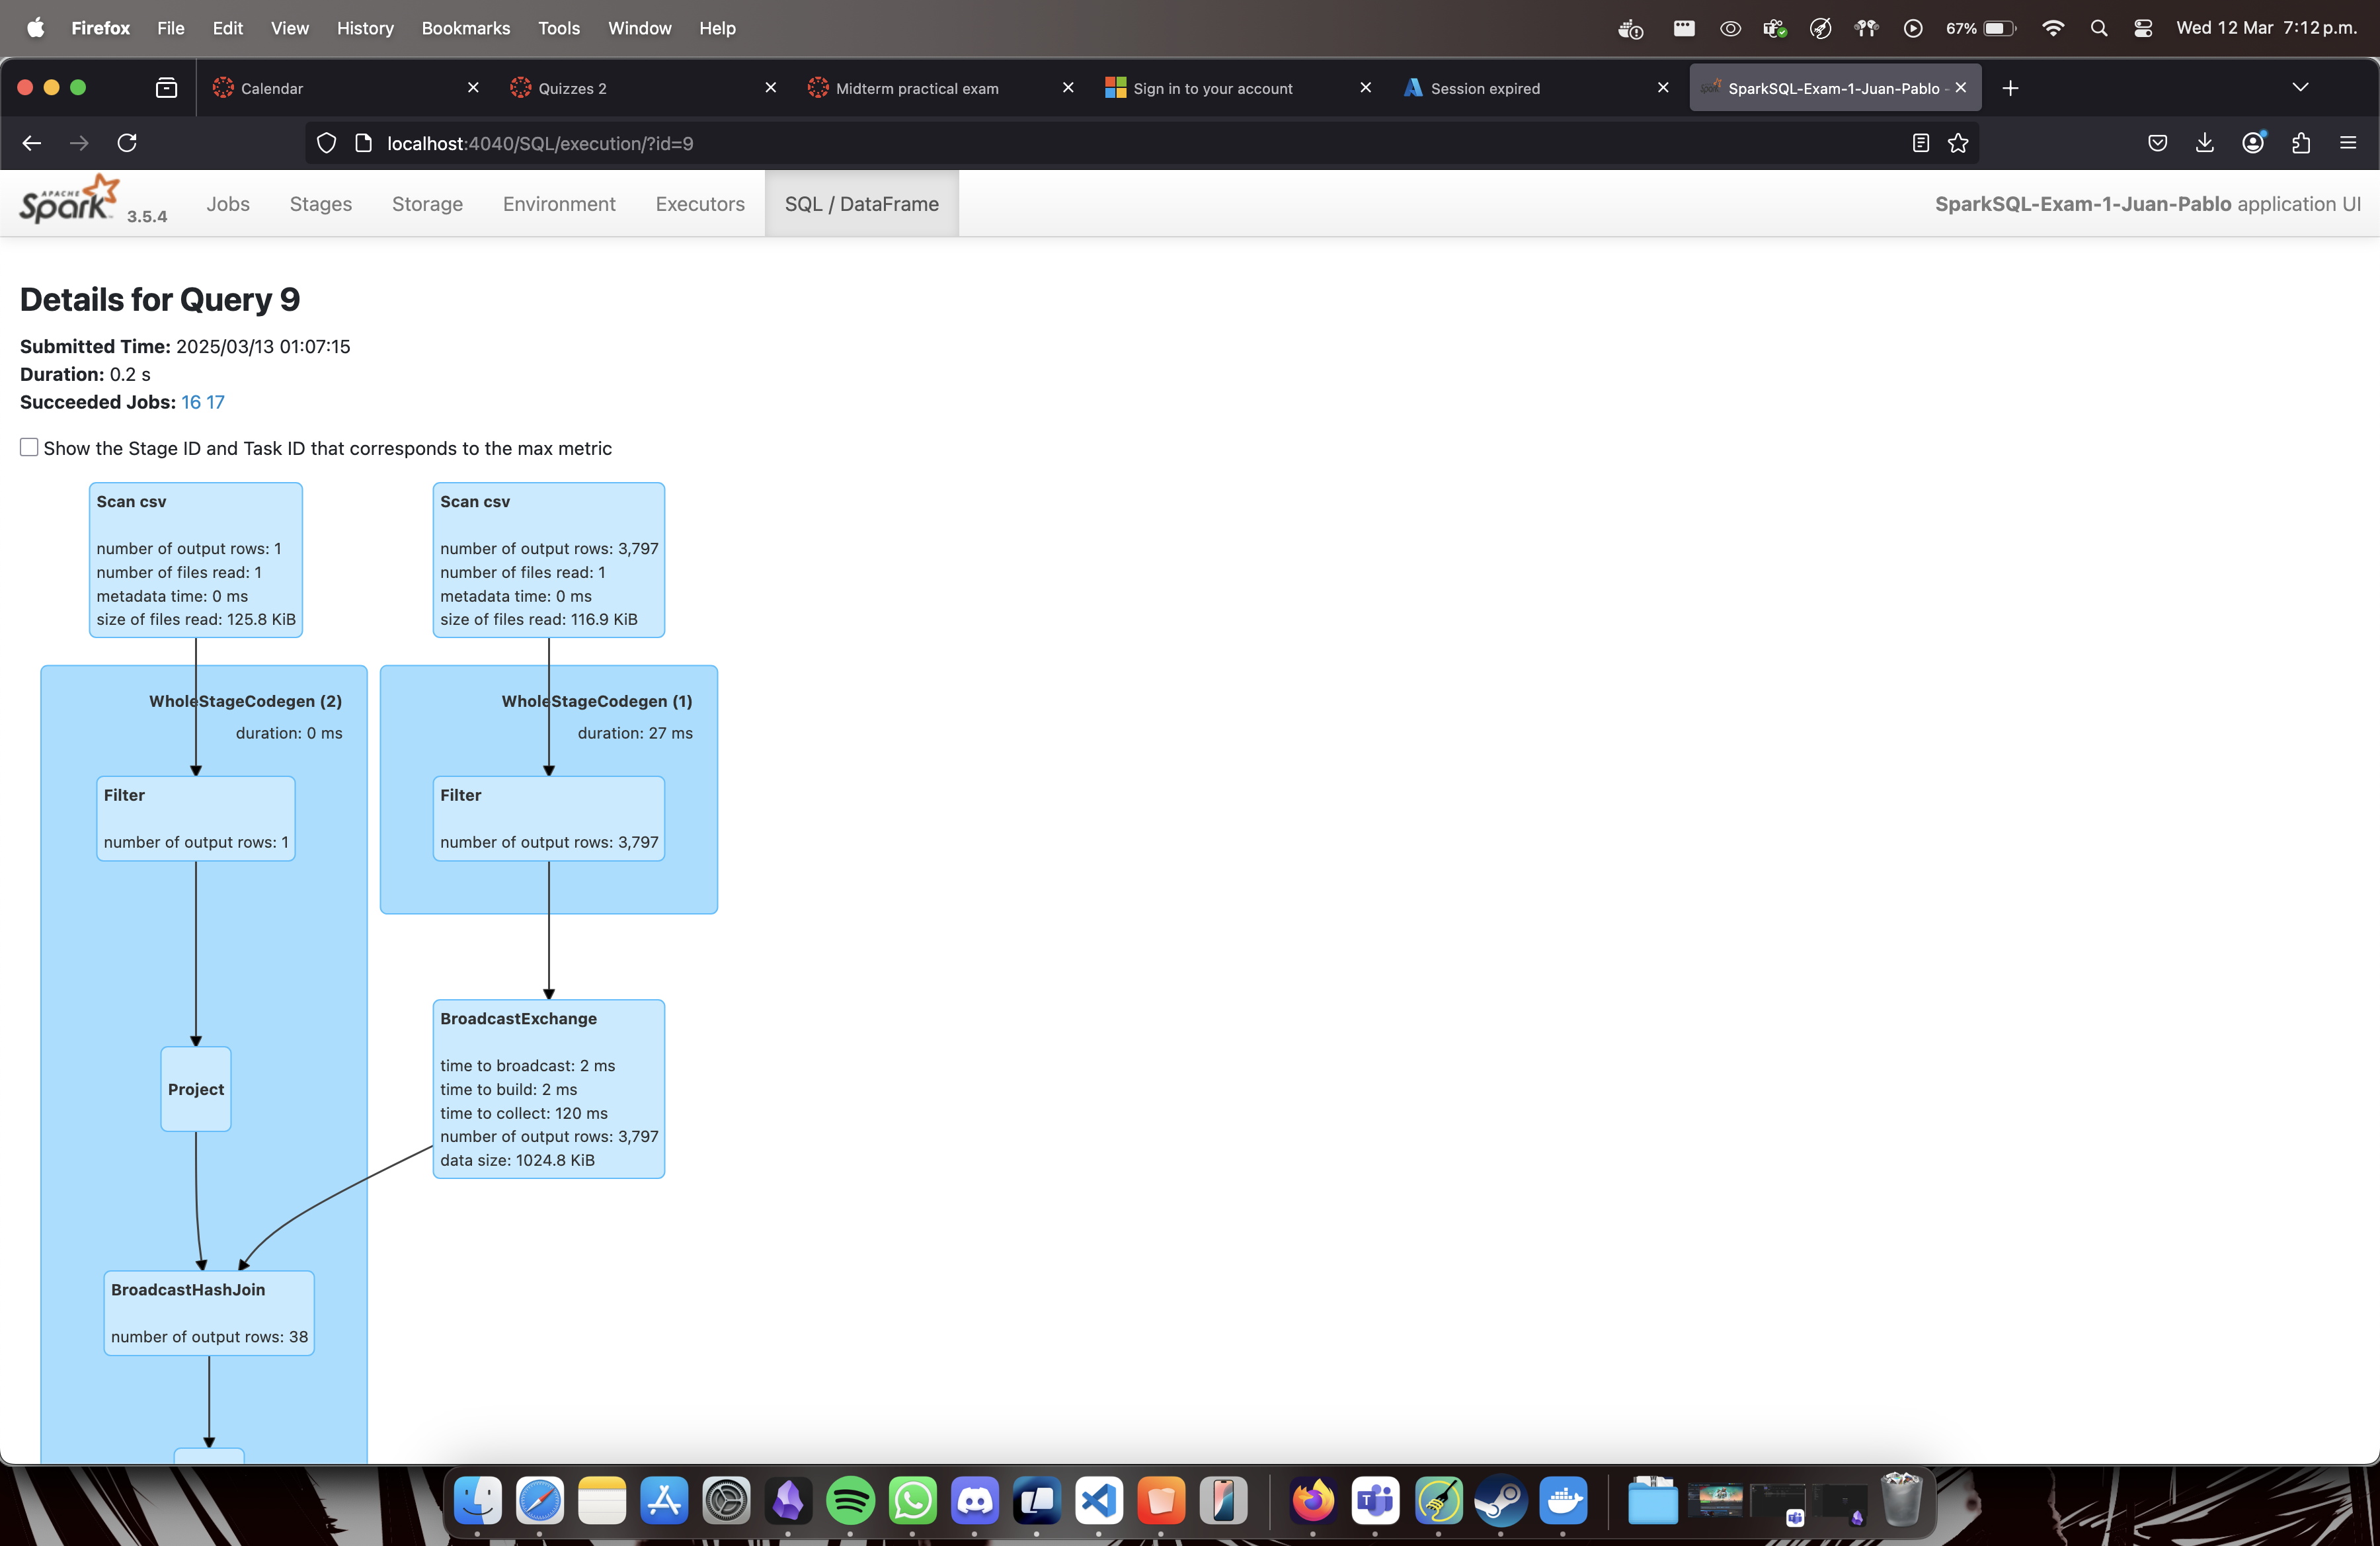 Firefox File Edit View History Bookmarks Tools Window Help 67% Wed 12 Mar 7:12 p.m.
Calendar Quizzes 2 Midterm practical exam Sign in to your account Session expired SparkSQL-Exam-1-Juan-Pablo -
localhost:4040/SQL/execution/?id=9
APACHE Spark 3.5.4 Jobs Stages Storage Environment Executors SQL / DataFrame SparkSQL-Exam-1-Juan-Pablo application UI
Details for Query 9
Submitted Time: 2025/03/13 01:07:15
Duration: 0.2 s
Succeeded Jobs: 16 17
Show the Stage ID and Task ID that corresponds to the max metric
Scan csv
number of output rows: 1
number of files read: 1
metadata time: 0 ms
size of files read: 125.8 KiB
Scan csv
number of output rows: 3,797
number of files read: 1
metadata time: 0 ms
size of files read: 116.9 KiB
WholeStageCodegen (2)
duration: 0 ms
WholeStageCodegen (1)
duration: 27 ms
Filter
number of output rows: 1
Filter
number of output rows: 3,797
Project
BroadcastExchange
time to broadcast: 2 ms
time to build: 2 ms
time to collect: 120 ms
number of output rows: 3,797
data size: 1024.8 KiB
BroadcastHashJoin
number of output rows: 38